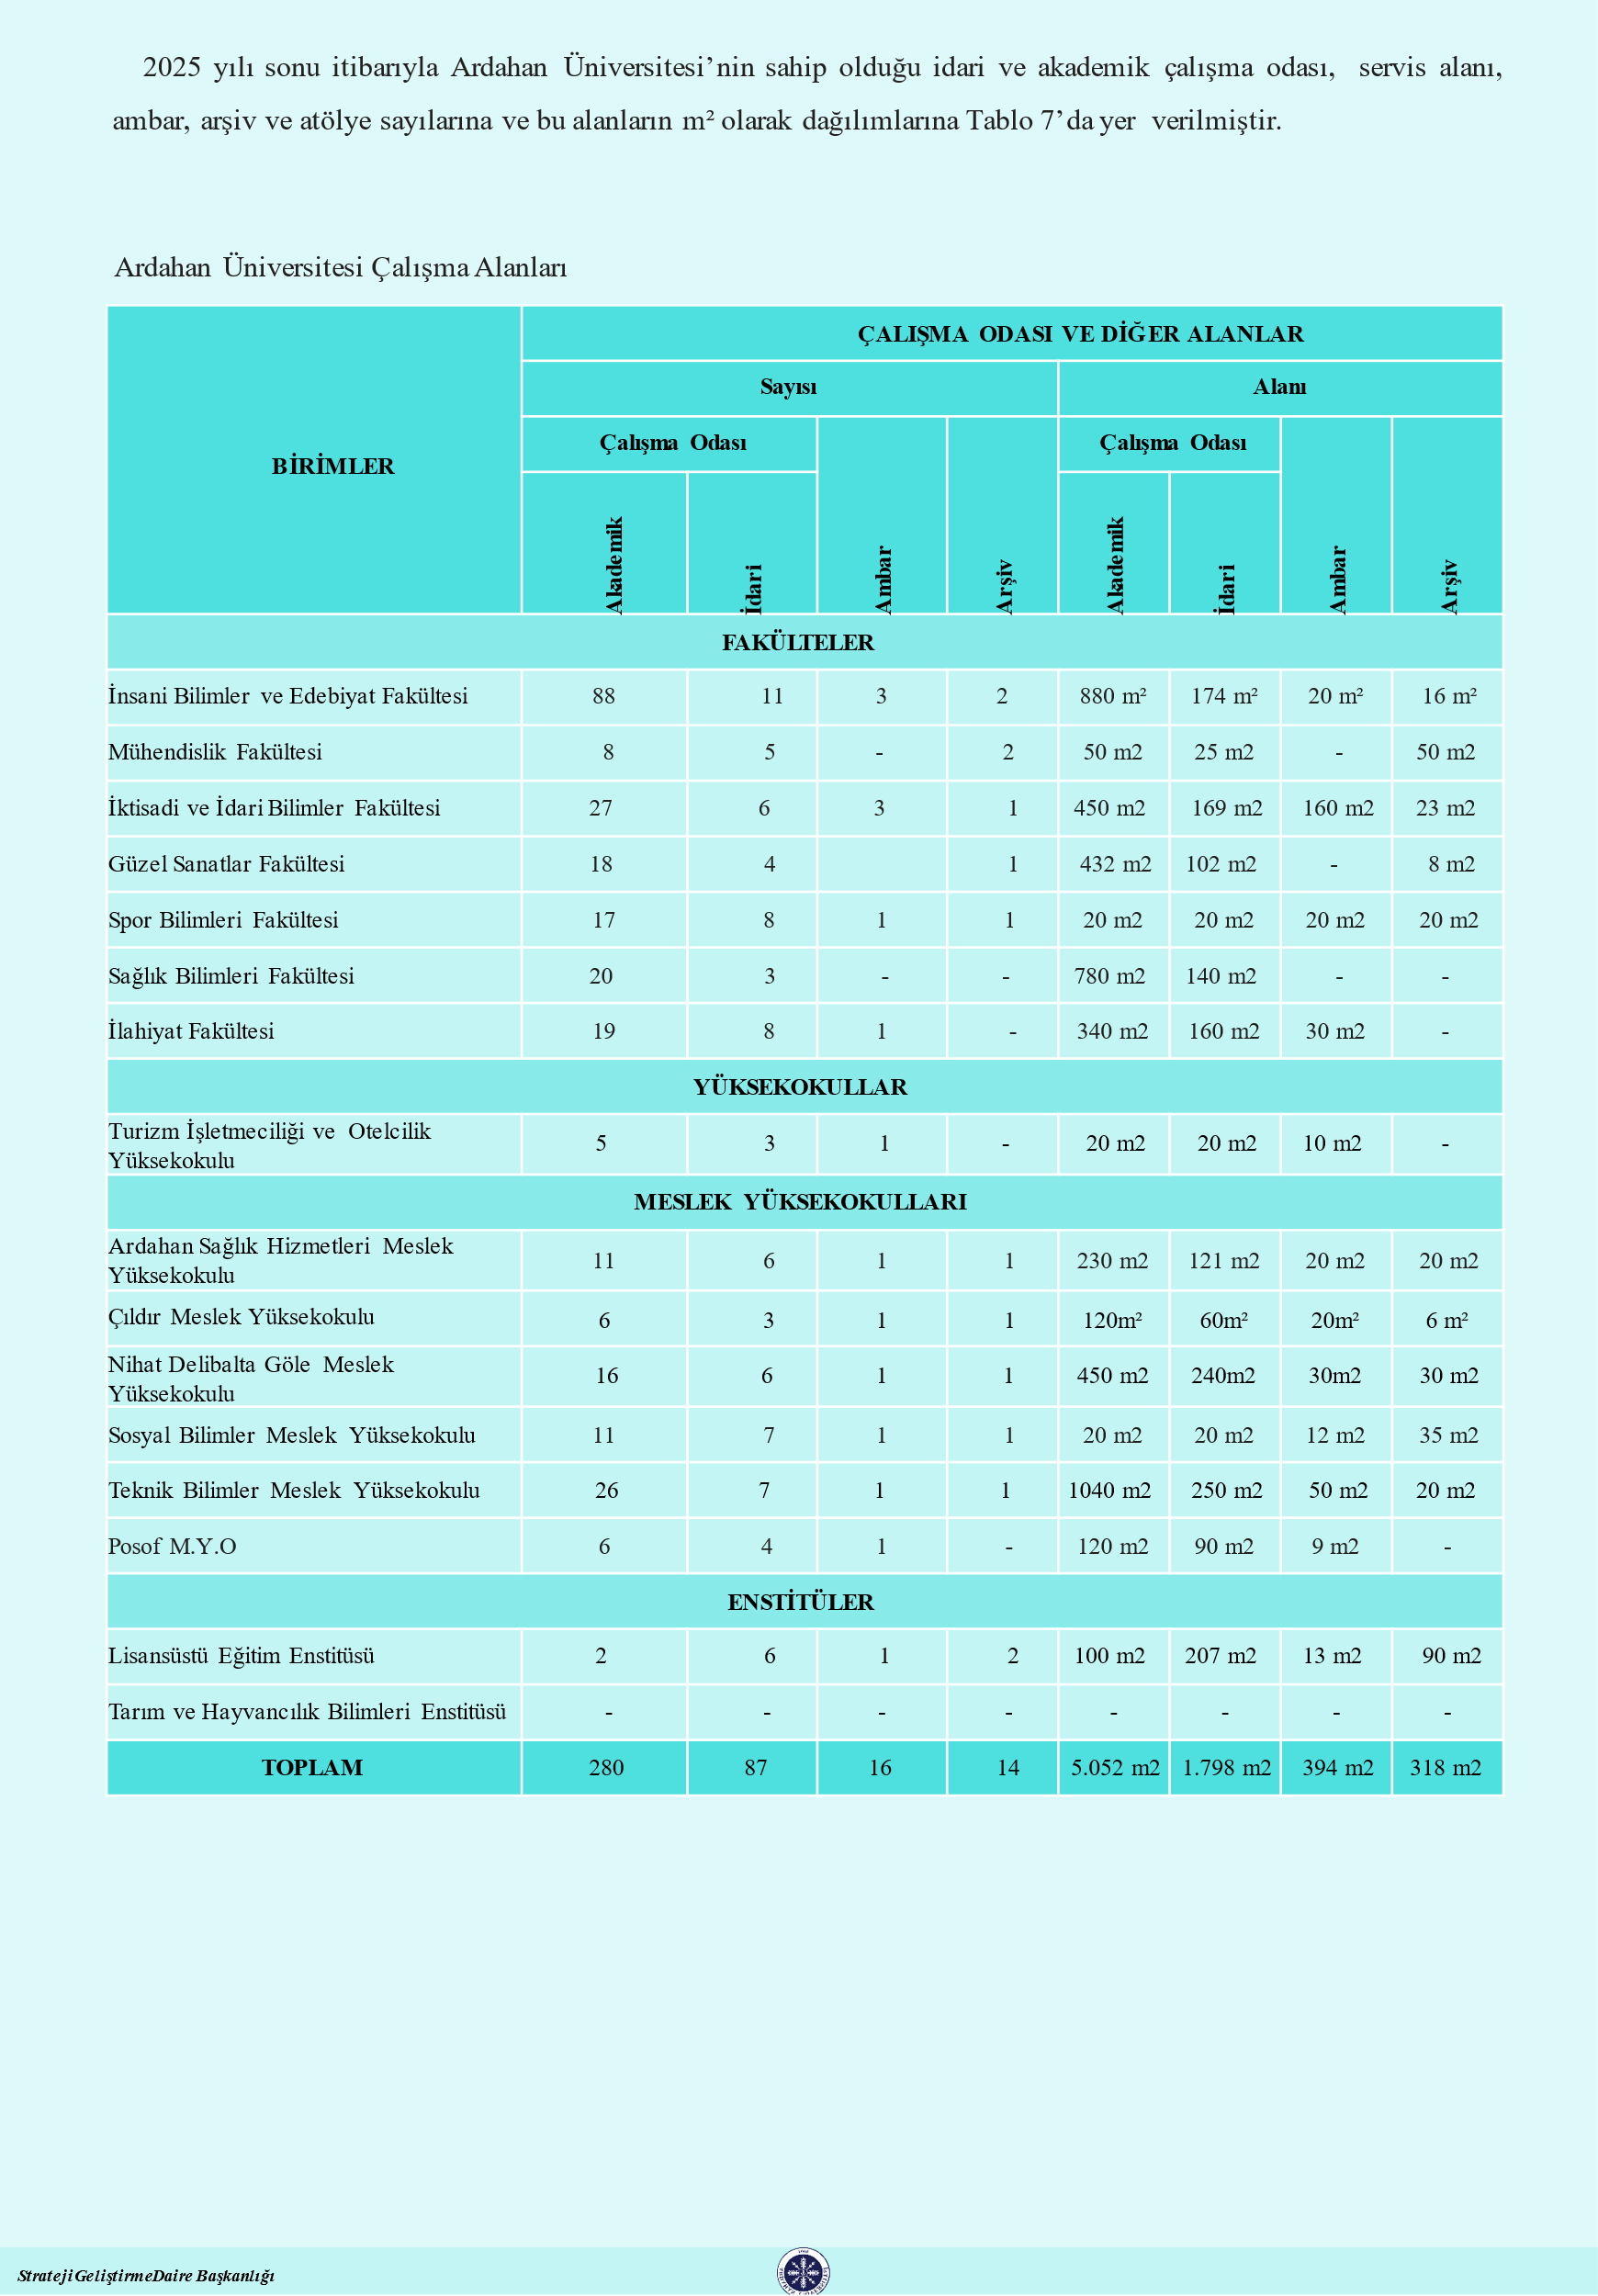 2025 yılı sonu itibarıyla Ardahan Üniversitesi’nin sahip olduğu idari ve akademik çalışma odası, servis alanı,
ambar, arşiv ve atölye sayılarına ve bu alanların m² olarak dağılımlarına Tablo 7’da yer verilmiştir.
Ardahan Üniversitesi Çalışma Alanları
BİRİMLER
ÇALIŞMA ODASI VE DİĞER ALANLAR
Sayısı Alanı
Çalışma Odası Ambar Arşiv Çalışma Odası Ambar Arşiv
Akademik İdari Akademik İdari
FAKÜLTELER
İnsani Bilimler ve Edebiyat Fakültesi 88 11 3 2 880 m² 174 m² 20 m² 16 m²
Mühendislik Fakültesi 8 5 - 2 50 m2 25 m2 - 50 m2
İktisadi ve İdari Bilimler Fakültesi 27 6 3 1 450 m2 169 m2 160 m2 23 m2
Güzel Sanatlar Fakültesi 18 4 1 432 m2 102 m2 - 8 m2
Spor Bilimleri Fakültesi 17 8 1 1 20 m2 20 m2 20 m2 20 m2
Sağlık Bilimleri Fakültesi 20 3 - - 780 m2 140 m2 - -
İlahiyat Fakültesi 19 8 1 - 340 m2 160 m2 30 m2 -
YÜKSEKOKULLAR
Turizm İşletmeciliği ve Otelcilik
Yüksekokulu 5 3 1 - 20 m2 20 m2 10 m2 -
MESLEK YÜKSEKOKULLARI
Ardahan Sağlık Hizmetleri Meslek
Yüksekokulu 11 6 1 1 230 m2 121 m2 20 m2 20 m2
Çıldır Meslek Yüksekokulu 6 3 1 1 120m² 60m² 20m² 6 m²
Nihat Delibalta Göle Meslek
Yüksekokulu 16 6 1 1 450 m2 240m2 30m2 30 m2
Sosyal Bilimler Meslek Yüksekokulu 11 7 1 1 20 m2 20 m2 12 m2 35 m2
Teknik Bilimler Meslek Yüksekokulu 26 7 1 1 1040 m2 250 m2 50 m2 20 m2
Posof M.Y.O 6 4 1 - 120 m2 90 m2 9 m2 -
ENSTİTÜLER
Lisansüstü Eğitim Enstitüsü 2 6 1 2 100 m2 207 m2 13 m2 90 m2
Tarım ve Hayvancılık Bilimleri Enstitüsü - - - - - - - -
TOPLAM 280 87 16 14 5.052 m2 1.798 m2 394 m2 318 m2
Strateji Geliştirme Daire Başkanlığı